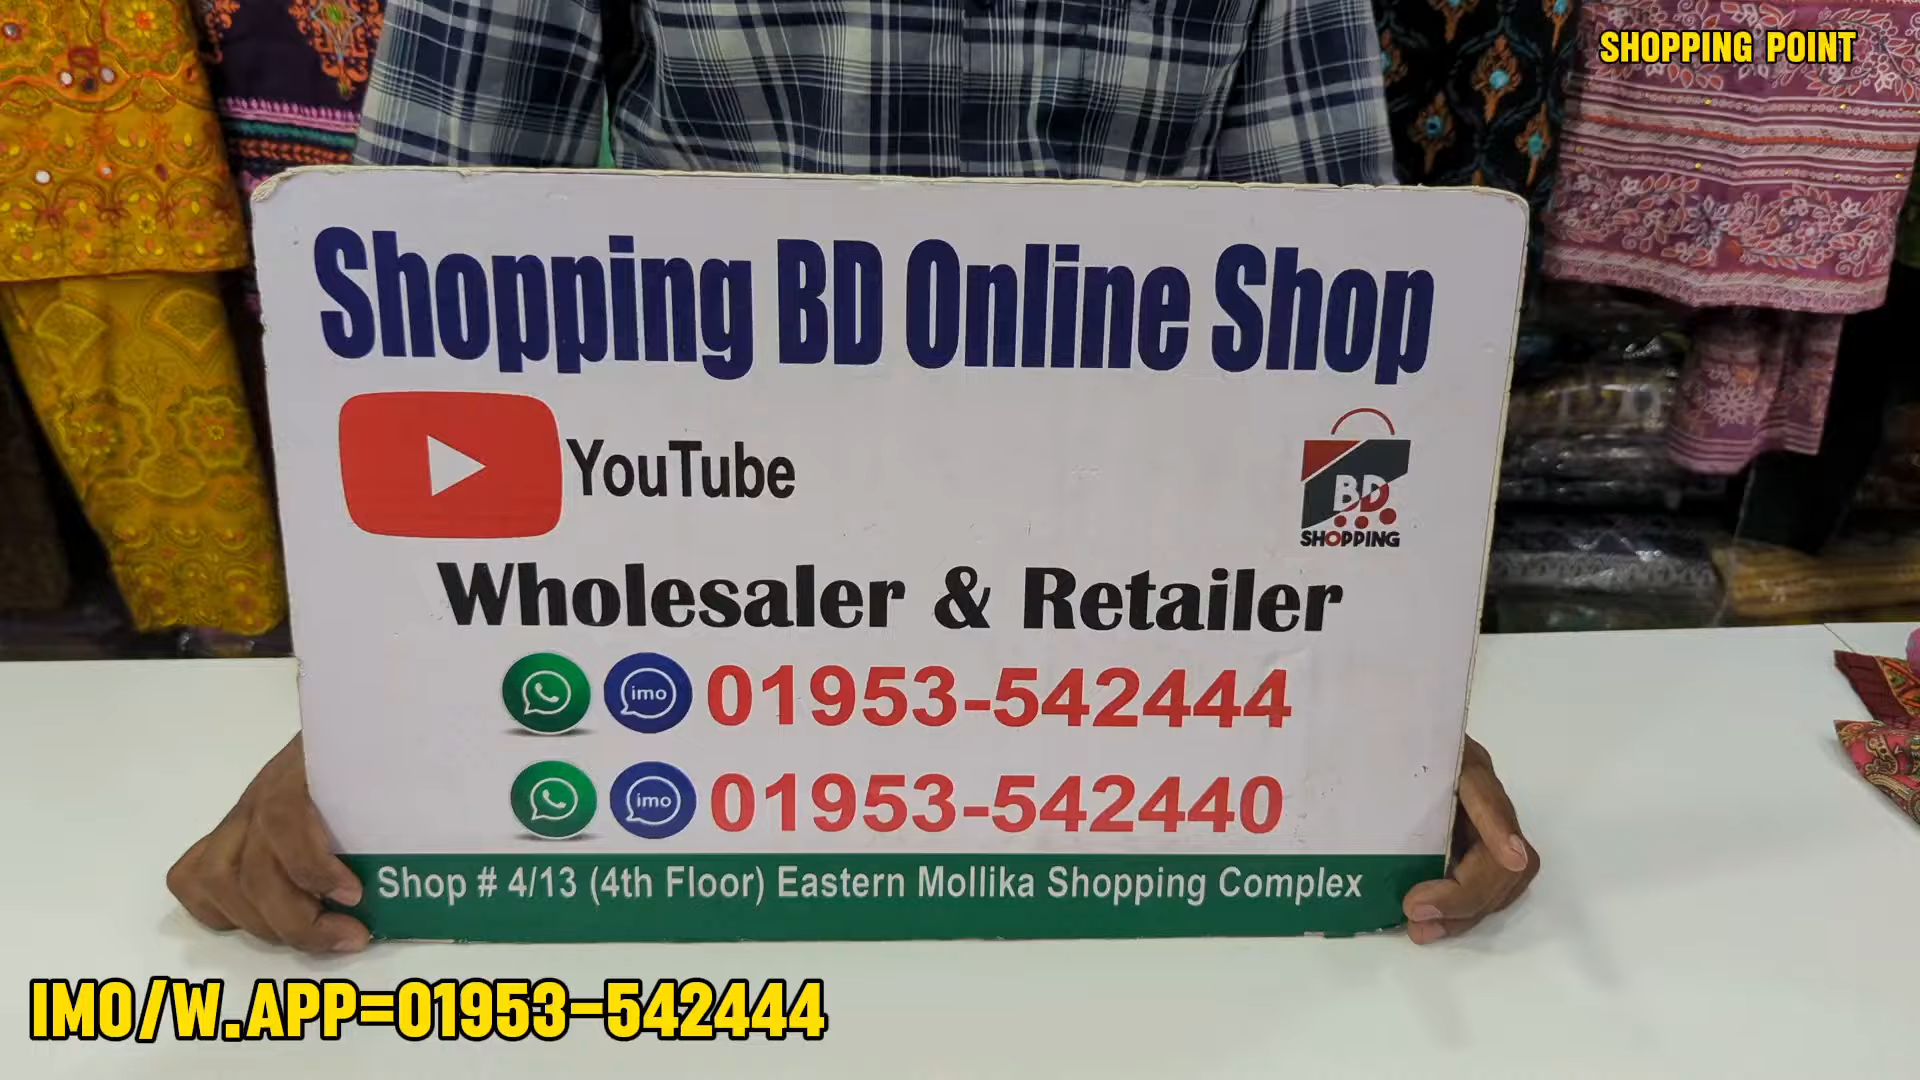 SHOPPING POINT
Shopping BD Online Shop
YouTube
BD
SHOPPING
Wholesaler & Retailer
imo 01953-542444
imo 01953-542440
Shop # 4/13 (4th Floor) Eastern Mollika Shopping Complex
IMO/W.APP=01953-542444